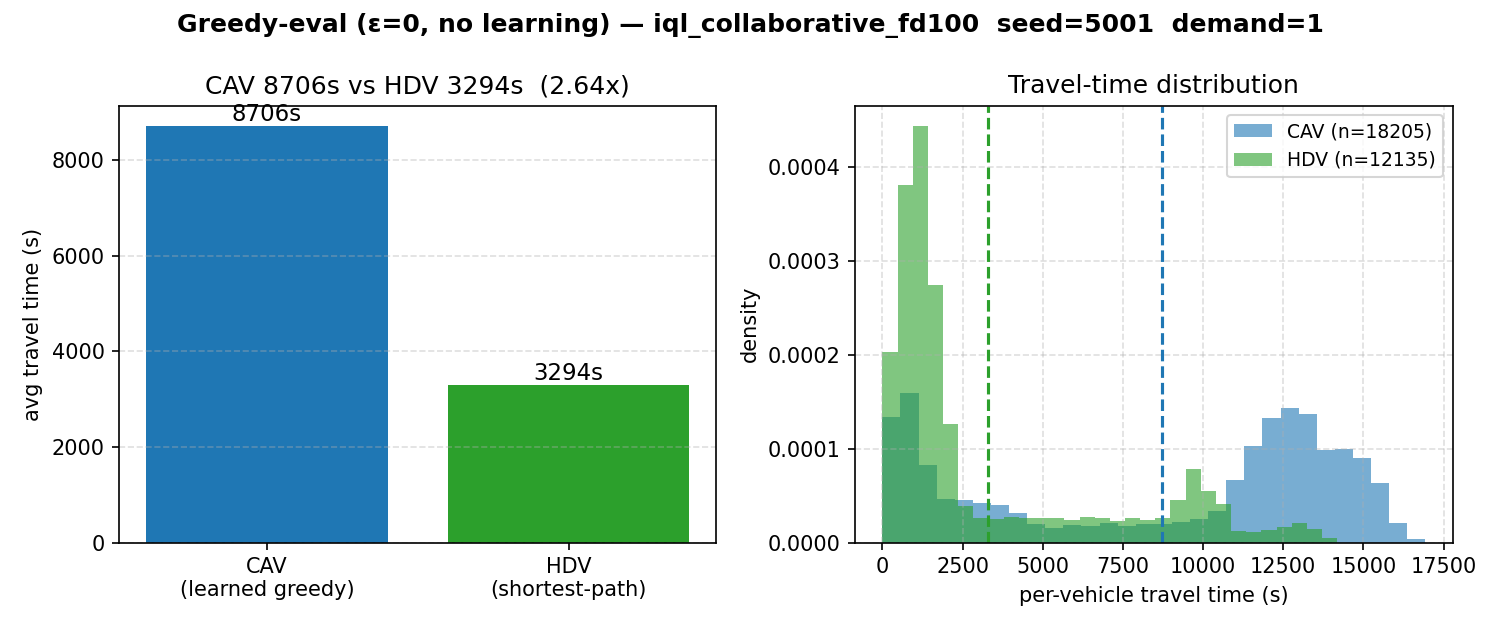 Greedy-eval (ε=0, no learning) — iql_collaborative_fd100  seed=5001  demand=1
CAV 8706s vs HDV 3294s  (2.64x)
8706s
3294s
avg travel time (s)
8000
6000
4000
2000
0
CAV
(learned greedy)
HDV
(shortest-path)
Travel-time distribution
CAV (n=18205)
HDV (n=12135)
density
0.0004
0.0003
0.0002
0.0001
0.0000
0 2500 5000 7500 10000 12500 15000 17500
per-vehicle travel time (s)